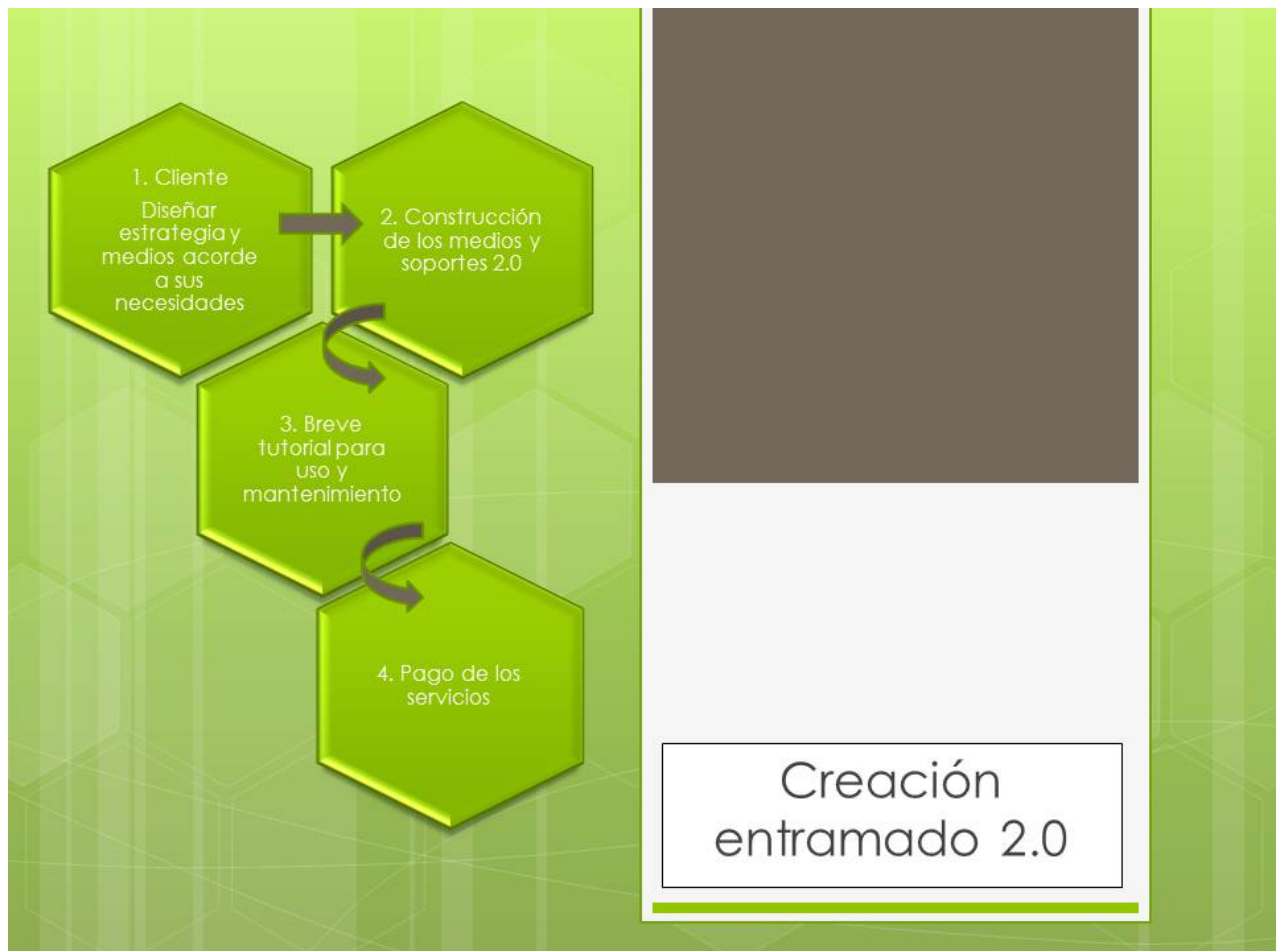 1. Cliente
Diseñar
estrategia y
medios acorde
a sus
necesidades
2. Construcción
de los medios y
soportes 2.0
3. Breve
tutorial para
uso y
mantenimiento
4. Pago de los
servicios
Creación
entramado 2.0